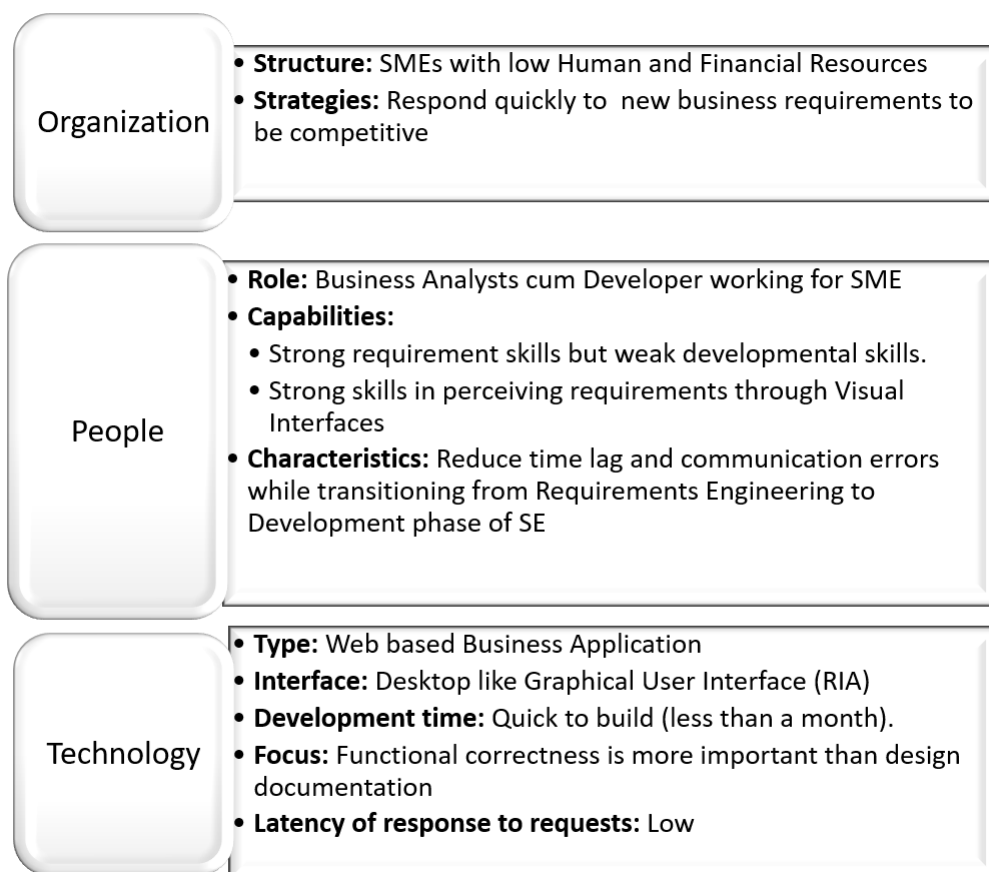 Organization
• Structure: SMEs with low Human and Financial Resources
• Strategies: Respond quickly to  new business requirements to
be competitive
People
• Role: Business Analysts cum Developer working for SME
• Capabilities:
• Strong requirement skills but weak developmental skills.
• Strong skills in perceiving requirements through Visual
Interfaces
• Characteristics: Reduce time lag and communication errors
while transitioning from Requirements Engineering to
Development phase of SE
Technology
• Type: Web based Business Application
• Interface: Desktop like Graphical User Interface (RIA)
• Development time: Quick to build (less than a month).
• Focus: Functional correctness is more important than design
documentation
• Latency of response to requests: Low